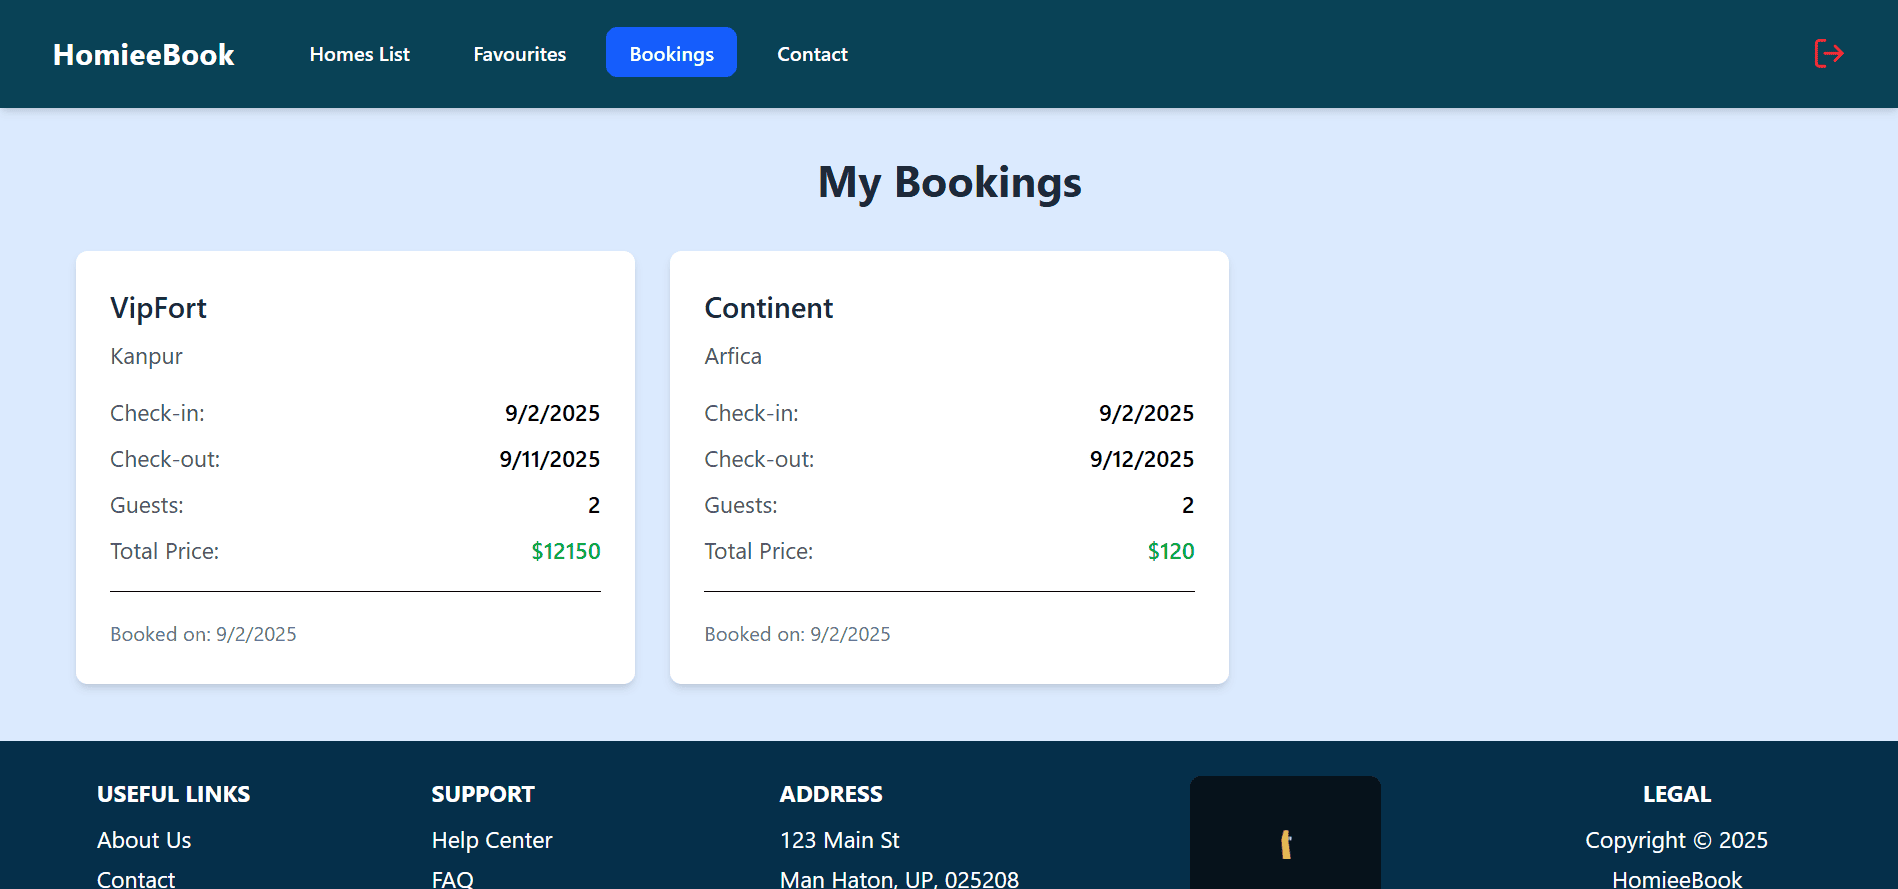 HomieeBook
Homes List
Favourites
Bookings
Contact
My Bookings
VipFort
Kanpur
Check-in: 9/2/2025
Check-out: 9/11/2025
Guests: 2
Total Price: $12150
Booked on: 9/2/2025
Continent
Arfica
Check-in: 9/2/2025
Check-out: 9/12/2025
Guests: 2
Total Price: $120
Booked on: 9/2/2025
USEFUL LINKS
About Us
Contact
SUPPORT
Help Center
FAQ
ADDRESS
123 Main St
Man Haton, UP, 025208
LEGAL
Copyright © 2025
HomieeBook